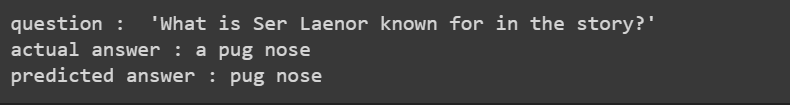 question :  'What is Ser Laenor known for in the story?'
actual answer : a pug nose
predicted answer : pug nose